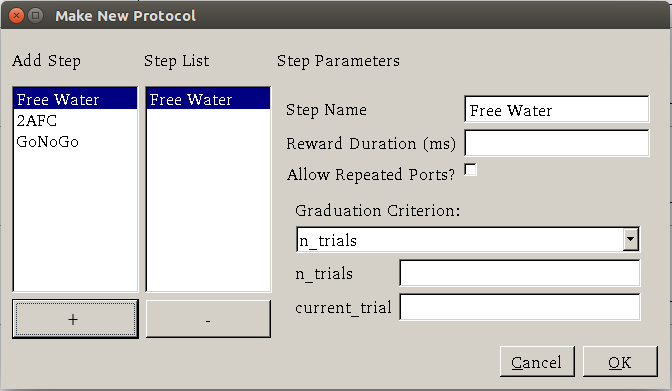 Make New Protocol
Add Step
Step List
Step Parameters
Free Water
2AFC
GoNoGo
Free Water
Step Name
Free Water
Reward Duration (ms)
Allow Repeated Ports?
Graduation Criterion:
n_trials
n_trials
current_trial
+
-
Cancel
OK